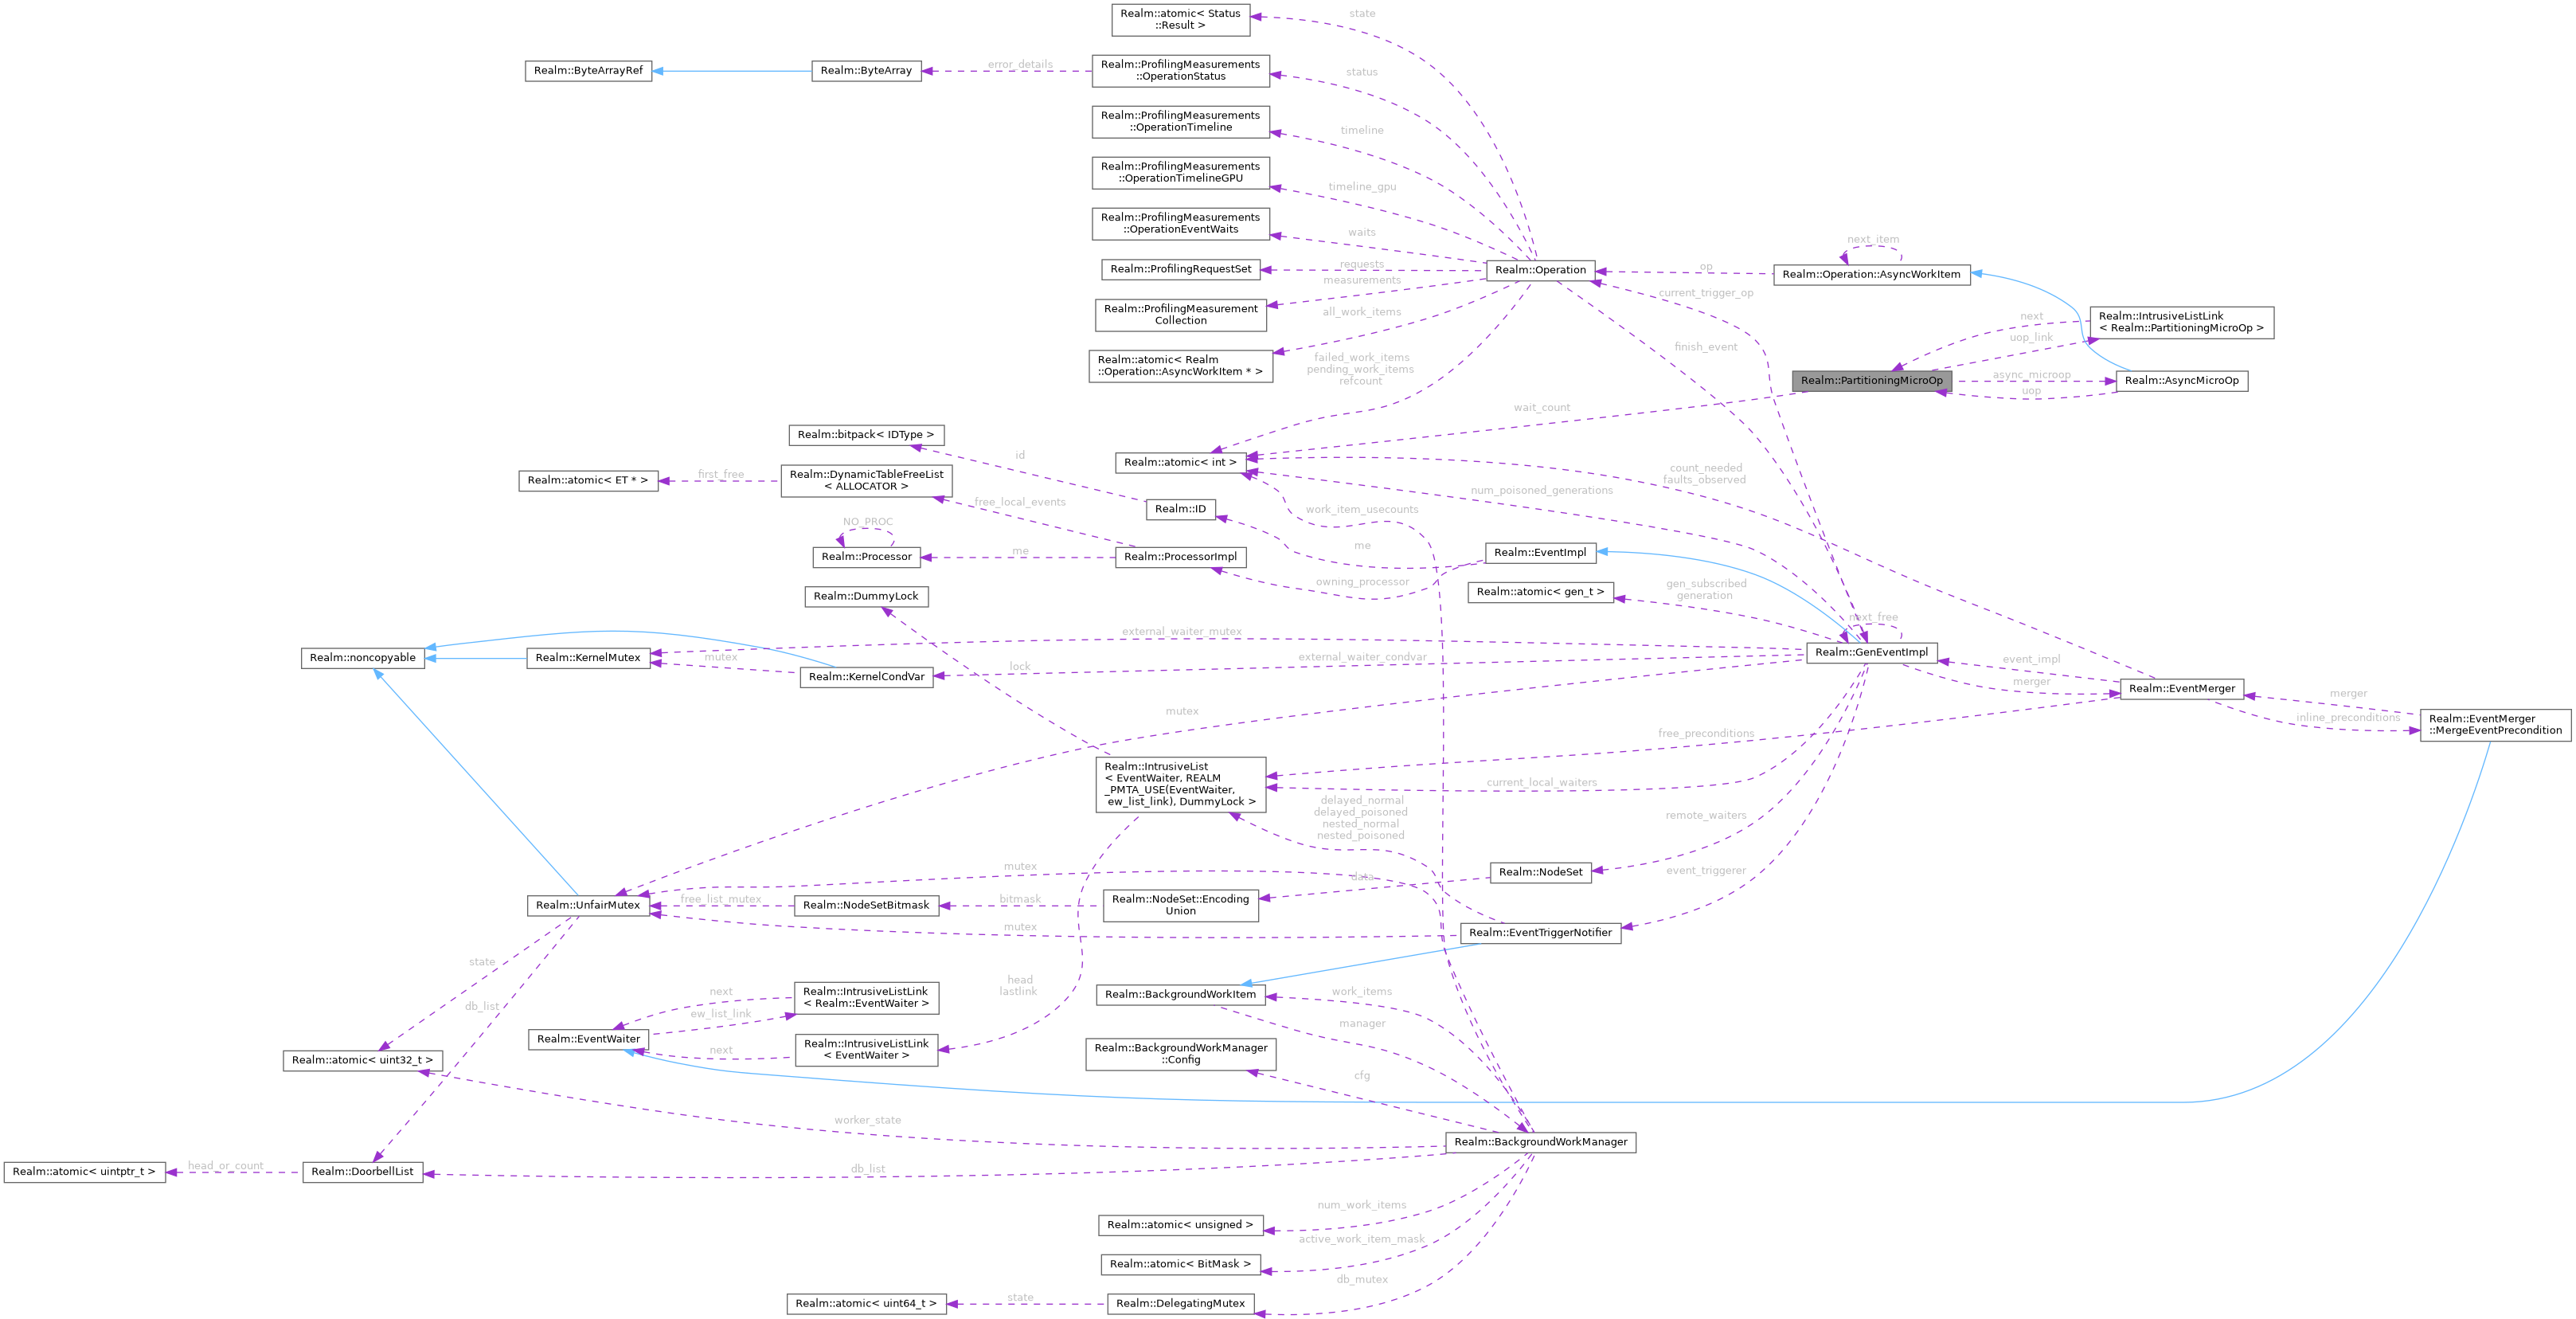 Realm::atomic< Status
::Result >
state
Realm::ByteArrayRef
Realm::ByteArray
error_details
Realm::ProfilingMeasurements
::OperationStatus
status
Realm::ProfilingMeasurements
::OperationTimeline
timeline
Realm::ProfilingMeasurements
::OperationTimelineGPU
timeline_gpu
Realm::ProfilingMeasurements
::OperationEventWaits
waits
Realm::ProfilingRequestSet
requests
Realm::Operation
op
next_item
Realm::Operation::AsyncWorkItem
measurements
Realm::ProfilingMeasurement
Collection
current_trigger_op
all_work_items
Realm::IntrusiveListLink
< Realm::PartitioningMicroOp >
next
uop_link
Realm::atomic< Realm
::Operation::AsyncWorkItem * >
failed_work_items
pending_work_items
refcount
finish_event
Realm::PartitioningMicroOp
async_microop
uop
Realm::AsyncMicroOp
wait_count
Realm::bitpack< IDType >
id
Realm::atomic< int >
count_needed
faults_observed
Realm::atomic< ET * >
first_free
Realm::DynamicTableFreeList
< ALLOCATOR >
free_local_events
num_poisoned_generations
Realm::ID
work_item_usecounts
NO_PROC
Realm::Processor
me
Realm::ProcessorImpl
me
Realm::EventImpl
owning_processor
Realm::DummyLock
Realm::atomic< gen_t >
gen_subscribed
generation
next_free
external_waiter_mutex
Realm::noncopyable
Realm::KernelMutex
mutex
Realm::KernelCondVar
lock
external_waiter_condvar
Realm::GenEventImpl
event_impl
merger
Realm::EventMerger
merger
inline_preconditions
Realm::EventMerger
::MergeEventPrecondition
mutex
free_preconditions
Realm::IntrusiveList
< EventWaiter, REALM
_PMTA_USE(EventWaiter,
ew_list_link), DummyLock >
current_local_waiters
delayed_normal
delayed_poisoned
nested_normal
nested_poisoned
remote_waiters
mutex
data
Realm::NodeSet
event_triggerer
Realm::UnfairMutex
free_list_mutex
Realm::NodeSetBitmask
bitmask
Realm::NodeSet::Encoding
Union
mutex
Realm::EventTriggerNotifier
state
head
lastlink
Realm::BackgroundWorkItem
work_items
db_list
next
ew_list_link
Realm::IntrusiveListLink
< Realm::EventWaiter >
manager
Realm::EventWaiter
next
Realm::IntrusiveListLink
< EventWaiter >
Realm::BackgroundWorkManager
::Config
cfg
Realm::atomic< uint32_t >
worker_state
Realm::BackgroundWorkManager
Realm::atomic< uintptr_t >
head_or_count
Realm::DoorbellList
db_list
Realm::atomic< unsigned >
num_work_items
Realm::atomic< BitMask >
active_work_item_mask
Realm::atomic< uint64_t >
state
Realm::DelegatingMutex
db_mutex